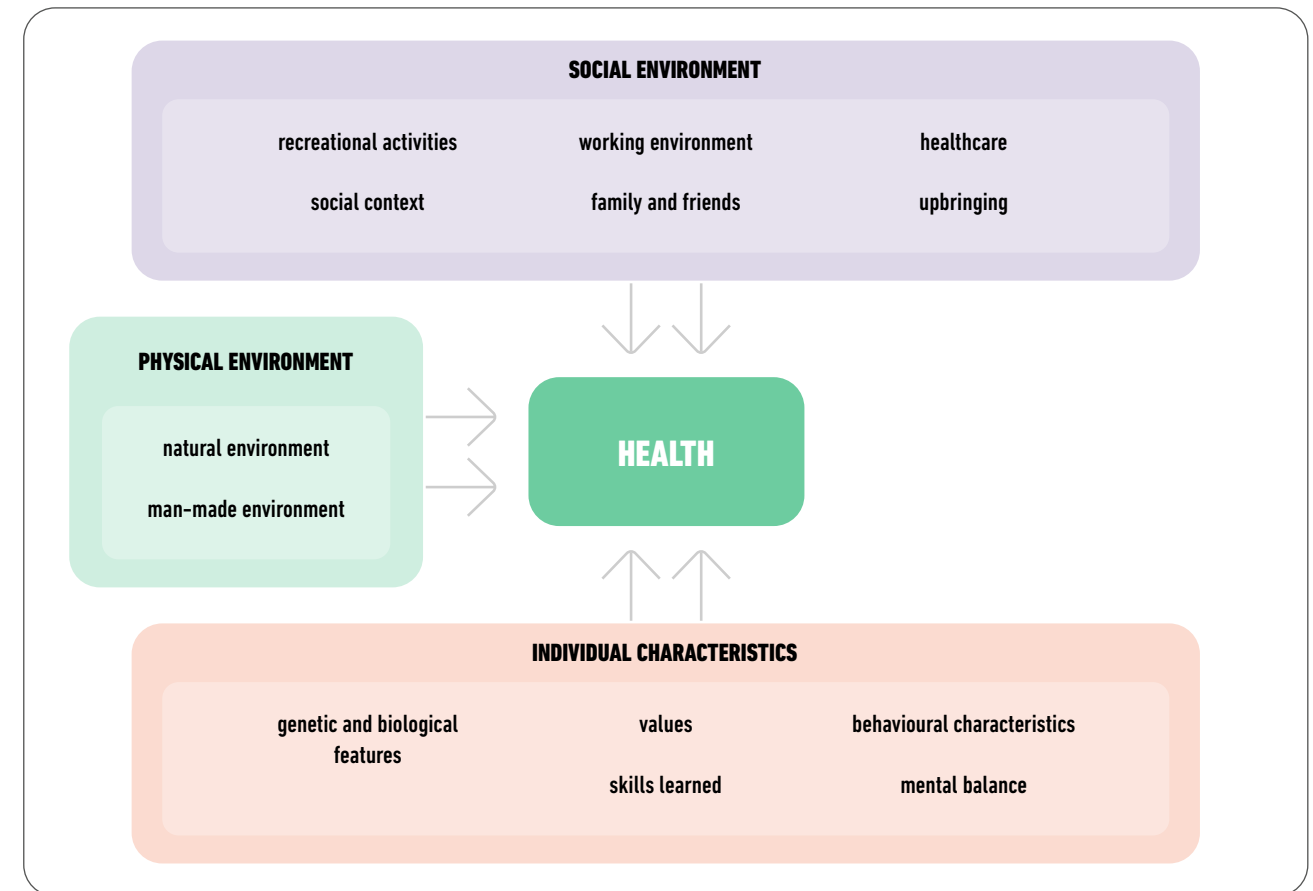 SOCIAL ENVIRONMENT
recreational activities
working environment
healthcare
social context
family and friends
upbringing
PHYSICAL ENVIRONMENT
natural environment
man-made environment
HEALTH
INDIVIDUAL CHARACTERISTICS
genetic and biological
features
values
behavioural characteristics
skills learned
mental balance